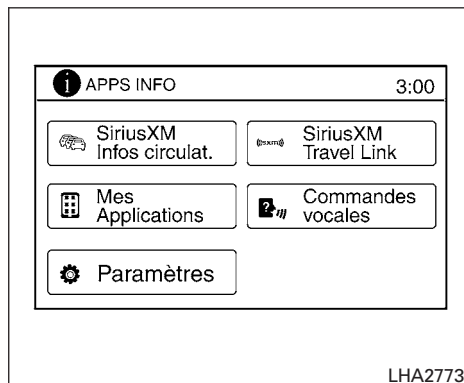 i APPS INFO 3:00
SiriusXM
Infos circulat.
((sxm))
SiriusXM
Travel Link
Mes
Applications
?
Commandes
vocales
Paramètres
LHA2773